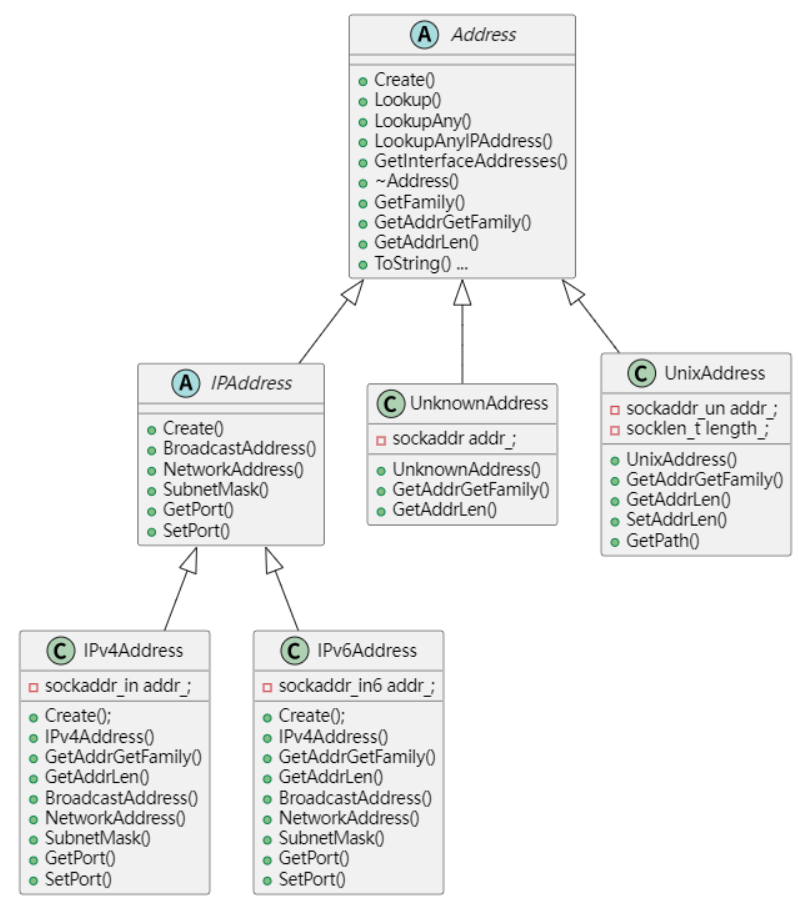 A Address
Create()
Lookup()
LookupAny()
LookupAnyIPAddress()
GetInterfaceAddresses()
~Address()
GetFamily()
GetAddrGetFamily()
GetAddrLen()
ToString() ...
A IPAddress
Create()
BroadcastAddress()
NetworkAddress()
SubnetMask()
GetPort()
SetPort()
C UnknownAddress
sockaddr addr_;
UnknownAddress()
GetAddrGetFamily()
GetAddrLen()
C UnixAddress
sockaddr_un addr_;
socklen_t length_;
UnixAddress()
GetAddrGetFamily()
GetAddrLen()
SetAddrLen()
GetPath()
C IPv4Address
sockaddr_in addr_;
Create();
IPv4Address()
GetAddrGetFamily()
GetAddrLen()
BroadcastAddress()
NetworkAddress()
SubnetMask()
GetPort()
SetPort()
C IPv6Address
sockaddr_in6 addr_;
Create();
IPv4Address()
GetAddrGetFamily()
GetAddrLen()
BroadcastAddress()
NetworkAddress()
SubnetMask()
GetPort()
SetPort()